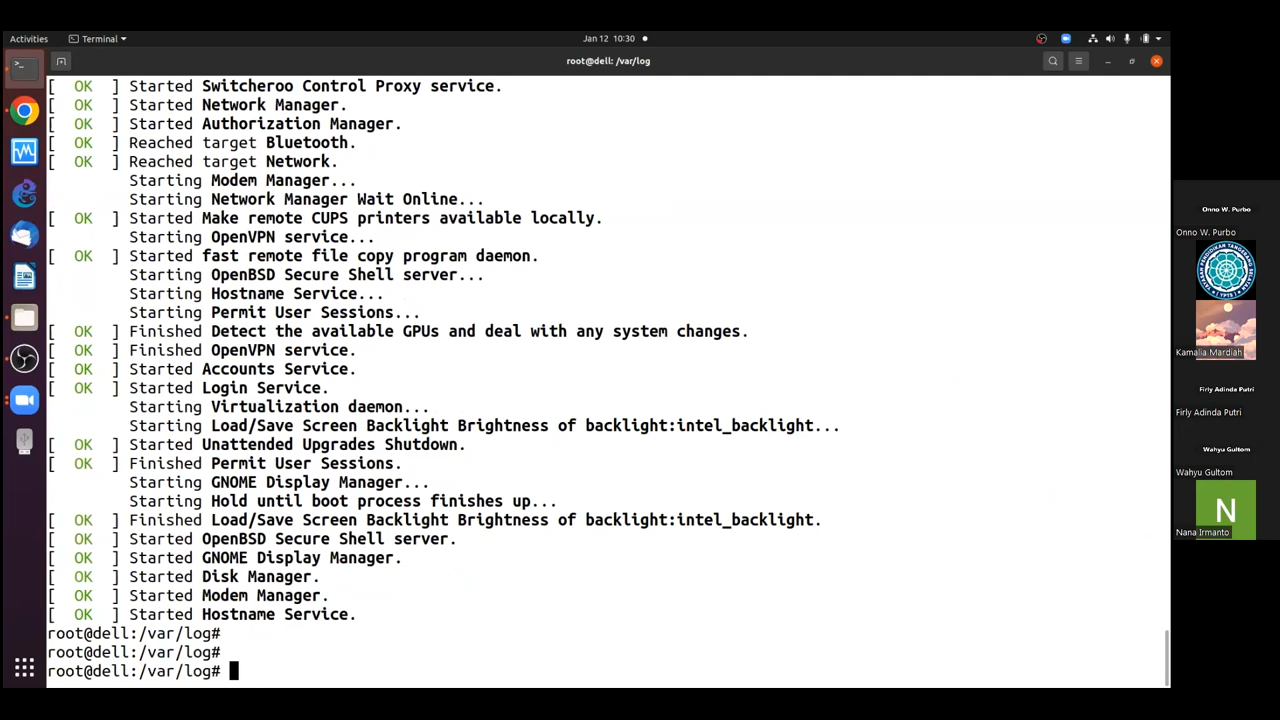 Activities
Terminal
Jan 12 10:30
root@dell: /var/log
[ OK ] Started Switcheroo Control Proxy service.
[ OK ] Started Network Manager.
[ OK ] Started Authorization Manager.
[ OK ] Reached target Bluetooth.
[ OK ] Reached target Network.
Starting Modem Manager...
Starting Network Manager Wait Online...
[ OK ] Started Make remote CUPS printers available locally.
Starting OpenVPN service...
[ OK ] Started fast remote file copy program daemon.
Starting OpenBSD Secure Shell server...
Starting Hostname Service...
Starting Permit User Sessions...
[ OK ] Finished Detect the available GPUs and deal with any system changes.
[ OK ] Finished OpenVPN service.
[ OK ] Started Accounts Service.
[ OK ] Started Login Service.
Starting Virtualization daemon...
Starting Load/Save Screen Backlight Brightness of backlight:intel_backlight...
[ OK ] Started Unattended Upgrades Shutdown.
[ OK ] Finished Permit User Sessions.
Starting GNOME Display Manager...
Starting Hold until boot process finishes up...
[ OK ] Finished Load/Save Screen Backlight Brightness of backlight:intel_backlight.
[ OK ] Started OpenBSD Secure Shell server.
[ OK ] Started GNOME Display Manager.
[ OK ] Started Disk Manager.
[ OK ] Started Modem Manager.
[ OK ] Started Hostname Service.
root@dell:/var/log#
root@dell:/var/log#
root@dell:/var/log#
Onno W. Purbo
Onno W. Purbo
Kamalia Mardiah
Firly Adinda Putri
Firly Adinda Putri
Wahyu Gultom
Wahyu Gultom
N
Nana Irmanto